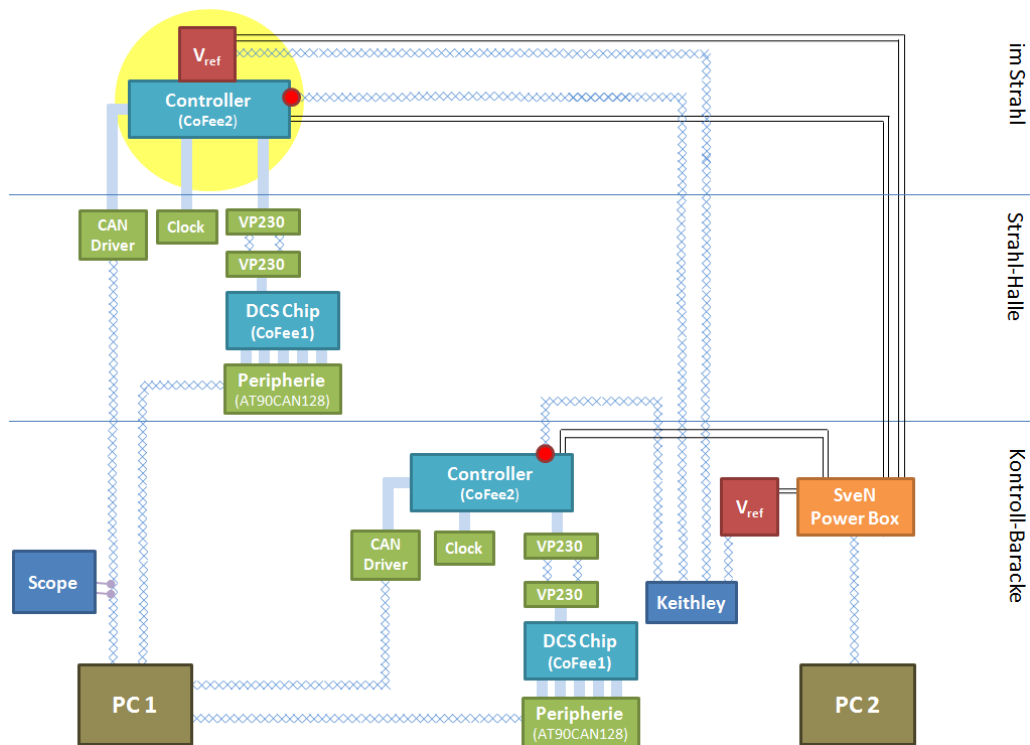 V_ref
Controller
(CoFee2)
im Strahl
CAN
Driver
Clock
VP230
VP230
DCS Chip
(CoFee1)
Peripherie
(AT90CAN128)
Strahl-Halle
Controller
(CoFee2)
CAN
Driver
Clock
VP230
VP230
DCS Chip
(CoFee1)
Peripherie
(AT90CAN128)
Scope
PC 1
Keithley
V_ref
SveN
Power Box
PC 2
Kontroll-Baracke